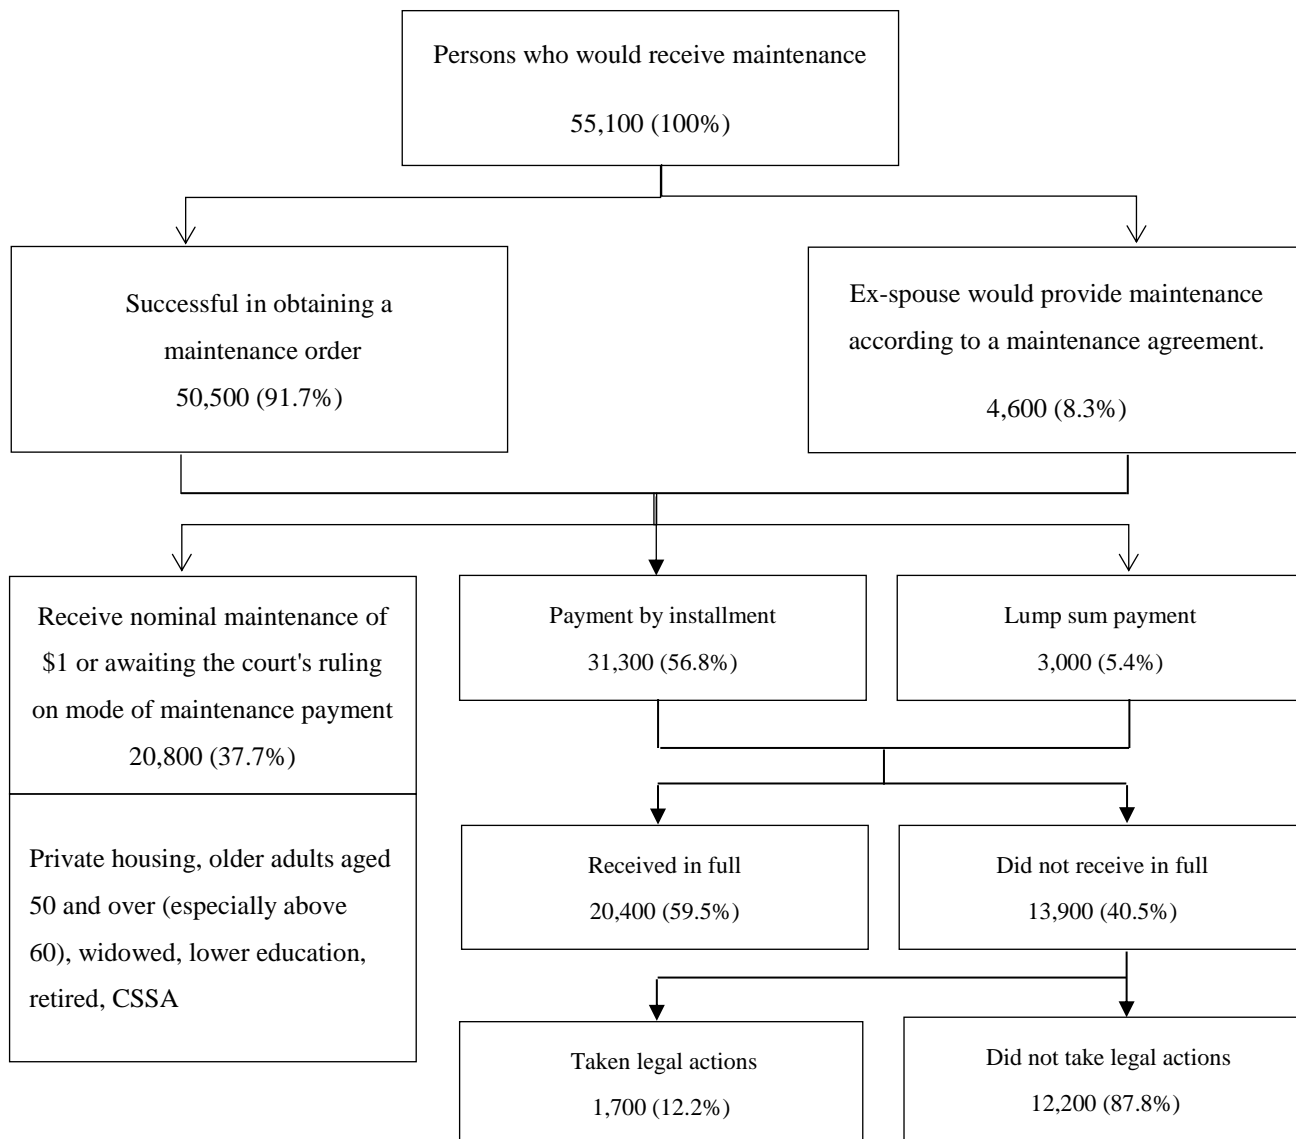 Persons who would receive maintenance
55,100 (100%)
Successful in obtaining a
maintenance order
50,500 (91.7%)
Ex-spouse would provide maintenance
according to a maintenance agreement.
4,600 (8.3%)
Receive nominal maintenance of
$1 or awaiting the court's ruling
on mode of maintenance payment
20,800 (37.7%)
Private housing, older adults aged
50 and over (especially above
60), widowed, lower education,
retired, CSSA
Payment by installment
31,300 (56.8%)
Lump sum payment
3,000 (5.4%)
Received in full
20,400 (59.5%)
Did not receive in full
13,900 (40.5%)
Taken legal actions
1,700 (12.2%)
Did not take legal actions
12,200 (87.8%)